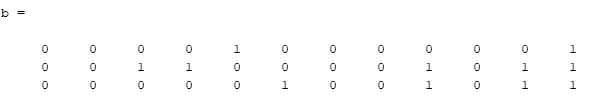 b =
0 0 0 0 1 0 0 0 0 0 0 1
0 0 1 1 0 0 0 0 1 0 1 1
0 0 0 0 0 1 0 0 1 0 1 1